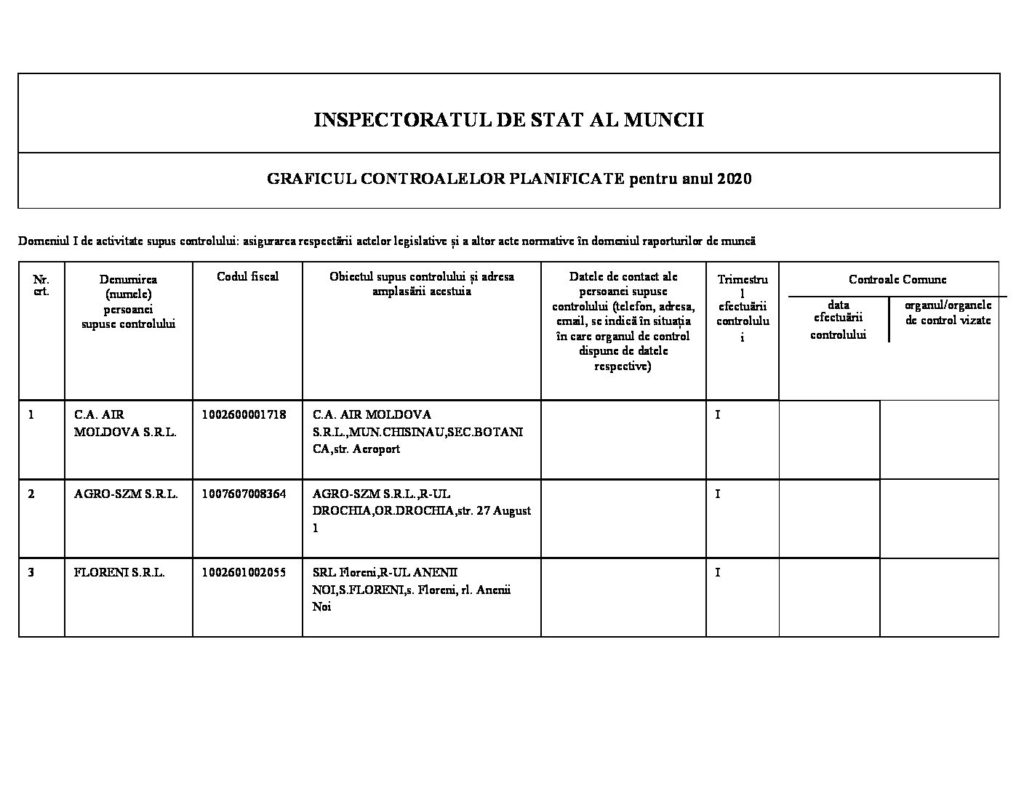 INSPECTORATUL DE STAT AL MUNCII
GRAFICUL CONTROALELOR PLANIFICATE pentru anul 2020
Domeniul I de activitate supus controlului: asigurarea respectării actelor legislative și a altor acte normative în domeniul raporturilor de muncă
Nr.
crt.
Denumirea
(numele)
persoanei
supuse controlului
Codul fiscal
Obiectul supus controlului și adresa
amplasării acestuia
Datele de contact ale
persoanei supuse
controlului (telefon, adresa,
email, se indică în situația
în care organul de control
dispune de datele
respective)
Trimestru
l
efectuării
controlulu
i
Controale Comune
data
efectuării
controlului
organul/organele
de control vizate
1
C.A. AIR
MOLDOVA S.R.L.
1002600001718
C.A. AIR MOLDOVA
S.R.L.,MUN.CHISINAU,SEC.BOTANI
CA,str. Aeroport
I
2
AGRO-SZM S.R.L.
1007607008364
AGRO-SZM S.R.L.,R-UL
DROCHIA,OR.DROCHIA,str. 27 August
1
I
3
FLORENI S.R.L.
1002601002055
SRL Floreni,R-UL ANENII
NOI,S.FLORENI,s. Floreni, rl. Anenii
Noi
I